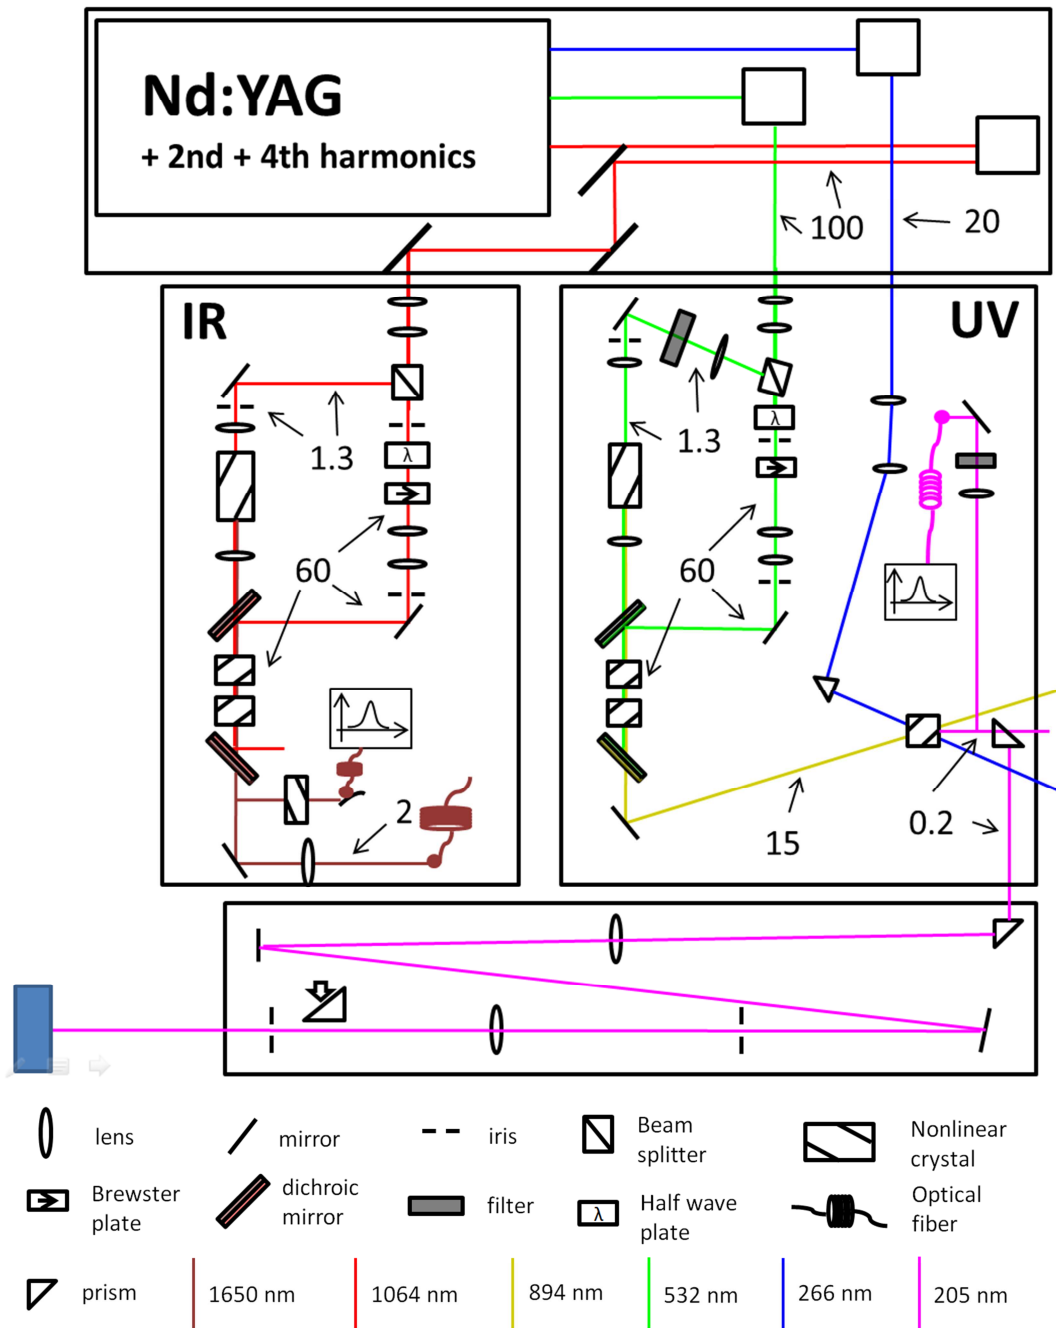 Nd:YAG
+ 2nd + 4th harmonics
100
20
IR
UV
1.3
λ
60
2
λ
1.3
60
15
0.2
lens
mirror
iris
Beam
splitter
Nonlinear
crystal
Brewster
plate
dichroic
mirror
filter
λ
Half wave
plate
Optical
fiber
prism
1650 nm
1064 nm
894 nm
532 nm
266 nm
205 nm